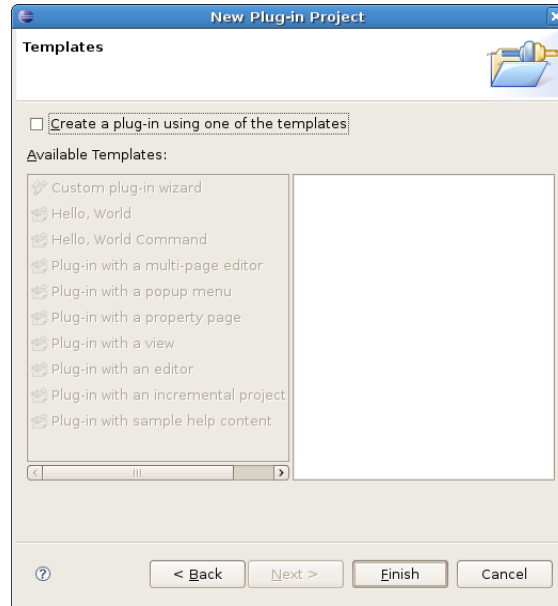 New Plug-in Project
Templates
Create a plug-in using one of the templates
Available Templates:
Custom plug-in wizard
Hello, World
Hello, World Command
Plug-in with a multi-page editor
Plug-in with a popup menu
Plug-in with a property page
Plug-in with a view
Plug-in with an editor
Plug-in with an incremental project
Plug-in with sample help content
< Back Next > Finish Cancel